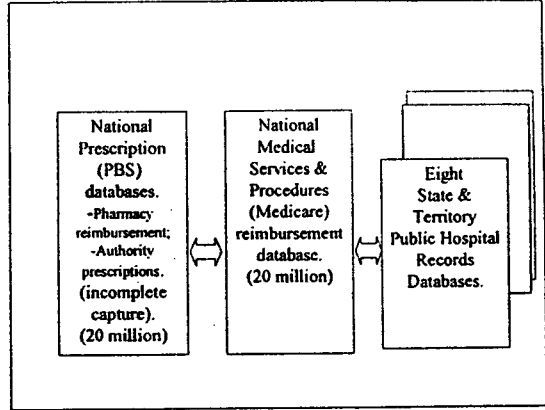 National
Prescription
(PBS)
databases.
-Pharmacy
reimbursement;
-Authority
prescriptions.
(incomplete
capture).
(20 million)
National
Medical
Services &
Procedures
(Medicare)
reimbursement
database.
(20 million)
Eight
State &
Territory
Public Hospital
Records
Databases.